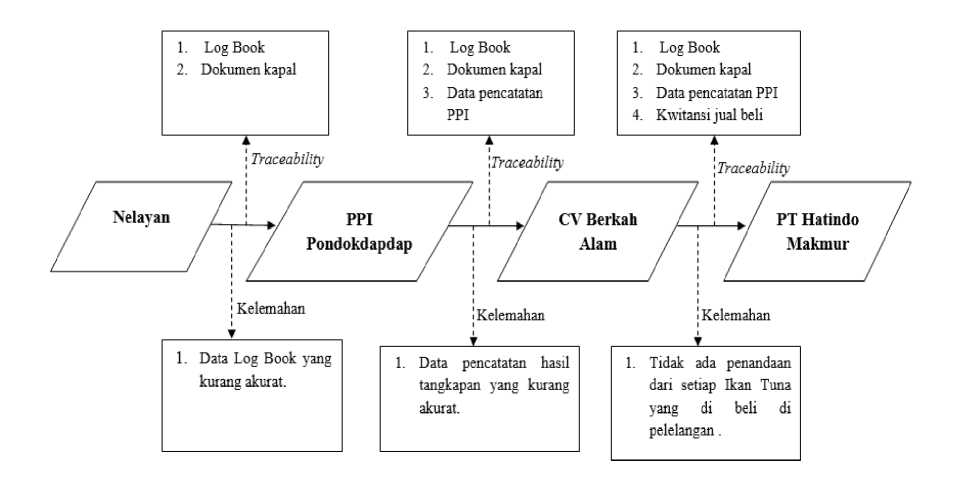 1. Log Book
2. Dokumen kapal
1. Log Book
2. Dokumen kapal
3. Data pencatatan
PPI
1. Log Book
2. Dokumen kapal
3. Data pencatatan PPI
4. Kwitansi jual beli
Traceability
Traceability
Traceability
Nelayan
PPI
Pondokdapdap
CV Berkah
Alam
PT Hatindo
Makmur
Kelemahan
Kelemahan
Kelemahan
1. Data Log Book yang
kurang akurat.
1. Data pencatatan hasil
tangkapan yang kurang
akurat.
1. Tidak ada penandaan
dari setiap Ikan Tuna
yang di beli di
pelelangan .